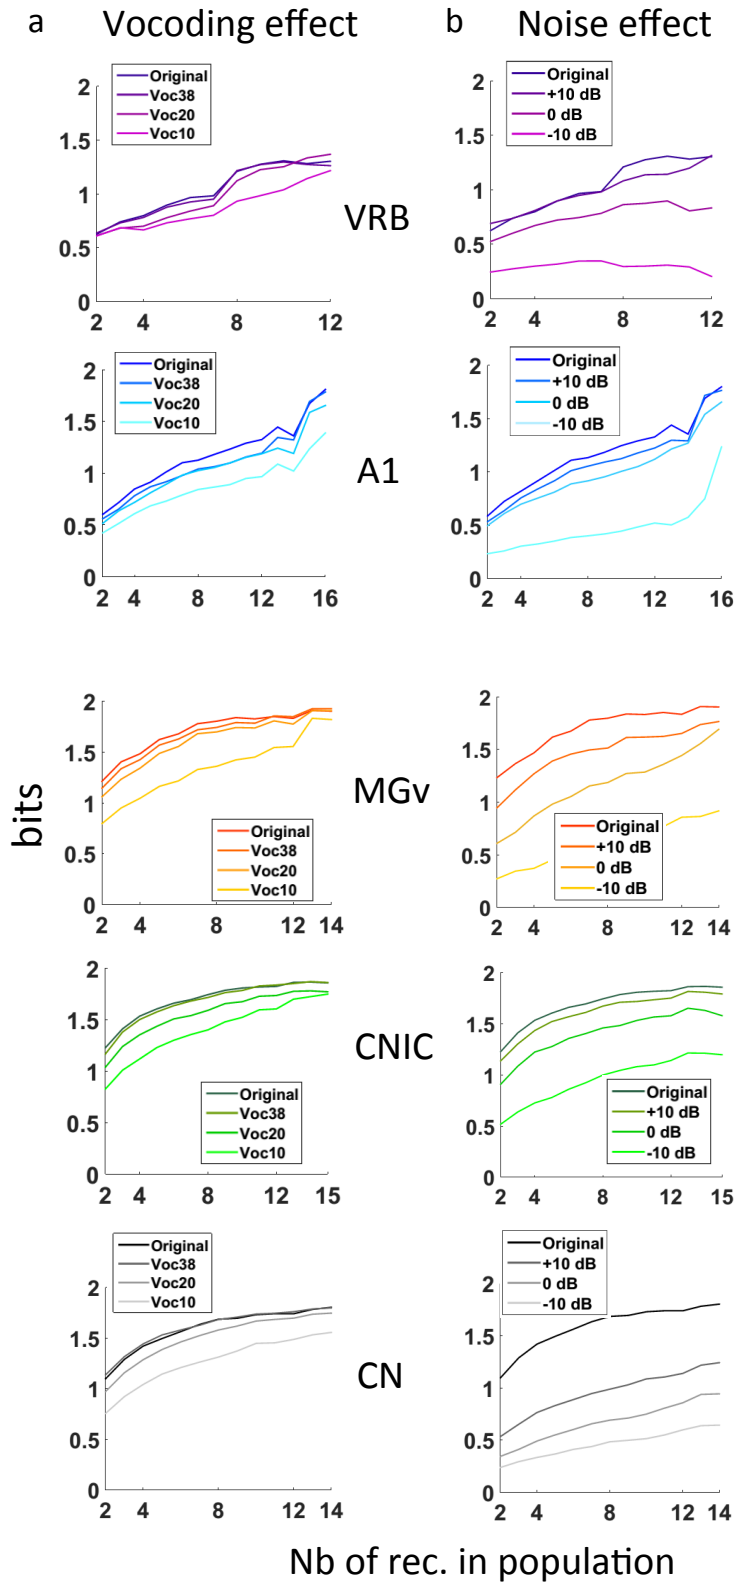 a Vocoding effect
b Noise effect
Original
Voc38
Voc20
Voc10
2
1.5
1
0.5
0
2 4 8 12
VRB
Original
+10 dB
0 dB
-10 dB
2
1.5
1
0.5
0
2 4 8 12
Original
Voc38
Voc20
Voc10
2
1.5
1
0.5
0
2 4 8 12 16
A1
Original
+10 dB
0 dB
-10 dB
2
1.5
1
0.5
0
2 4 8 12 16
bits
2
1.5
1
0.5
0
Original
Voc38
Voc20
Voc10
2 4 8 12 14
MGv
2
1.5
1
0.5
0
Original
+10 dB
0 dB
-10 dB
2 4 8 12 14
2
1.5
1
0.5
0
Original
Voc38
Voc20
Voc10
2 4 8 12 15
CNIC
2
1.5
1
0.5
0
Original
+10 dB
0 dB
-10 dB
2 4 8 12 15
Original
Voc38
Voc20
Voc10
2
1.5
1
0.5
0
2 4 8 12 14
CN
Original
+10 dB
0 dB
-10 dB
2
1.5
1
0.5
0
2 4 8 12 14
Nb of rec. in population